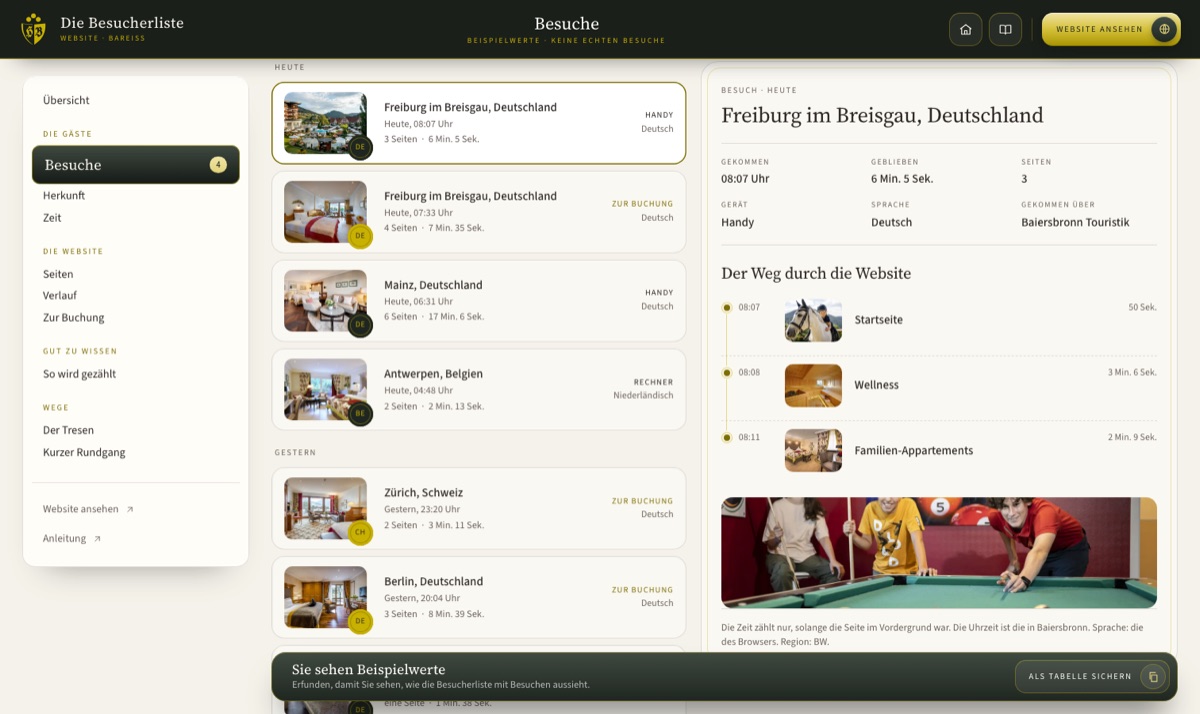 Die Besucherliste
WEBSITE · BAREISS
Besuche
BEISPIELWERTE · KEINE ECHTEN BESUCHE
WEBSITE ANSEHEN
Übersicht
DIE GÄSTE
Besuche
4
Herkunft
Zeit
DIE WEBSITE
Seiten
Verlauf
Zur Buchung
GUT ZU WISSEN
So wird gezählt
WEGE
Der Tresen
Kurzer Rundgang
Website ansehen
Anleitung
HEUTE
Freiburg im Breisgau, Deutschland
Heute, 08:07 Uhr
3 Seiten · 6 Min. 5 Sek.
DE
HANDY
Deutsch
Freiburg im Breisgau, Deutschland
Heute, 07:33 Uhr
4 Seiten · 7 Min. 35 Sek.
DE
ZUR BUCHUNG
Deutsch
Mainz, Deutschland
Heute, 06:31 Uhr
6 Seiten · 17 Min. 6 Sek.
DE
HANDY
Deutsch
Antwerpen, Belgien
Heute, 04:48 Uhr
2 Seiten · 2 Min. 13 Sek.
BE
RECHNER
Niederländisch
GESTERN
Zürich, Schweiz
Gestern, 23:20 Uhr
2 Seiten · 3 Min. 11 Sek.
CH
ZUR BUCHUNG
Deutsch
Berlin, Deutschland
Gestern, 20:04 Uhr
3 Seiten · 8 Min. 39 Sek.
DE
ZUR BUCHUNG
Deutsch
eine Seite · 1 Min. 38 Sek.
DE
BESUCH · HEUTE
Freiburg im Breisgau, Deutschland
GEKOMMEN
08:07 Uhr
GEBLIEBEN
6 Min. 5 Sek.
SEITEN
3
GERÄT
Handy
SPRACHE
Deutsch
GEKOMMEN ÜBER
Baiersbronn Touristik
Der Weg durch die Website
08:07
Startseite
50 Sek.
08:08
Wellness
3 Min. 6 Sek.
08:11
Familien-Appartements
2 Min. 9 Sek.
5
Die Zeit zählt nur, solange die Seite im Vordergrund war. Die Uhrzeit ist die in Baiersbronn. Sprache: die
des Browsers. Region: BW.
Sie sehen Beispielwerte
Erfunden, damit Sie sehen, wie die Besucherliste mit Besuchen aussieht.
ALS TABELLE SICHERN